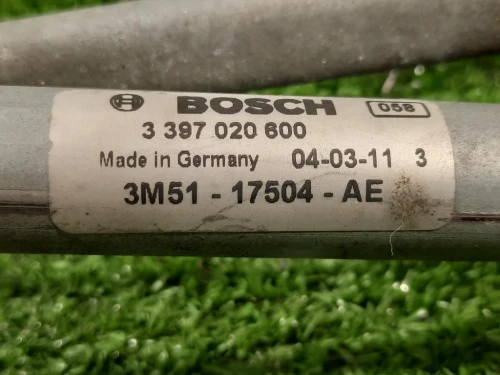 BOSCH 058
3 397 020 600
Made in Germany 04-03-11 3
3M51 - 17504 - AE